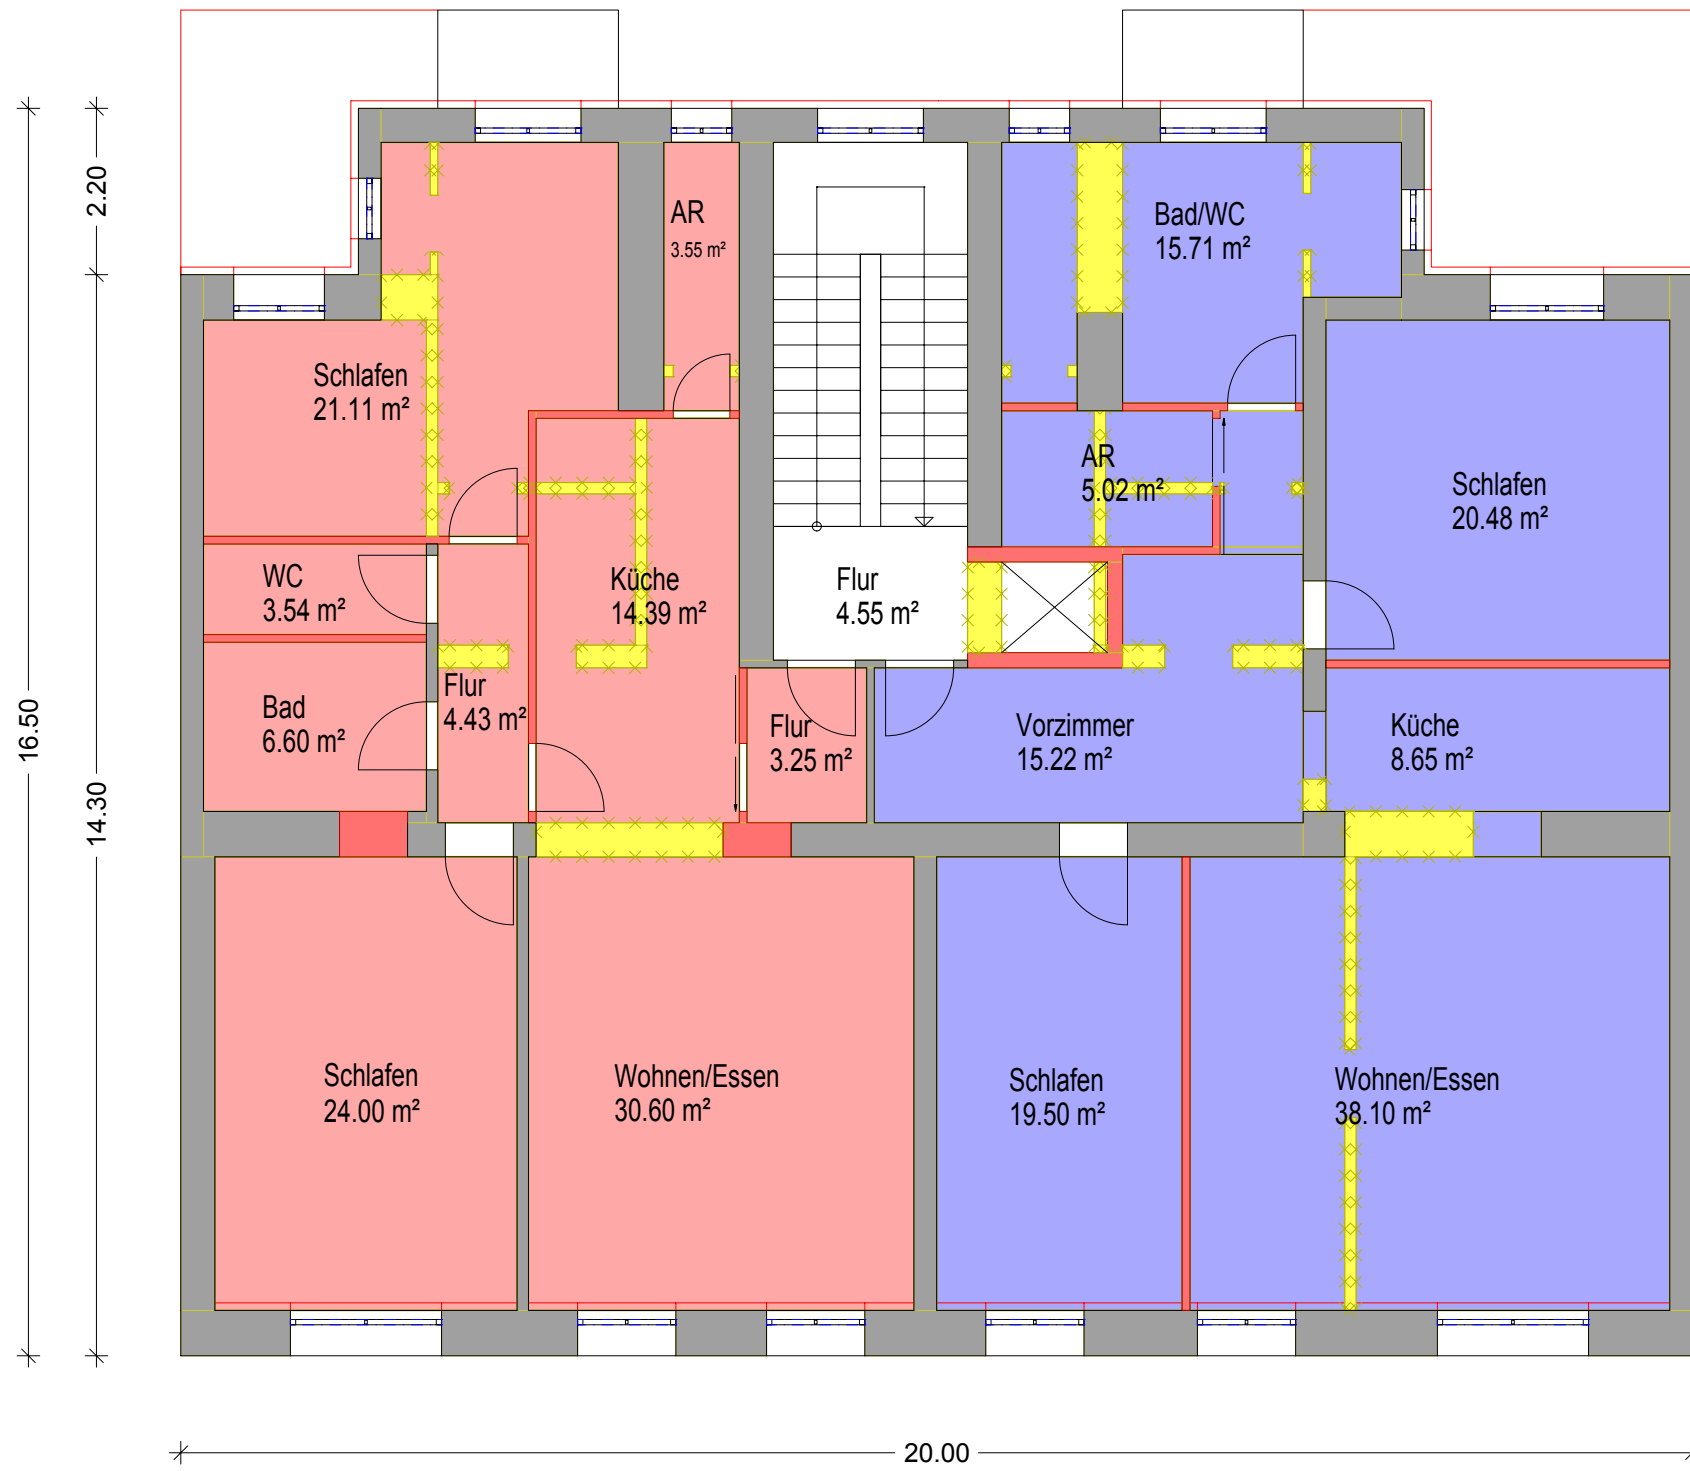 2.20
16.50
14.30
20.00
AR
3.55 m²
Bad/WC
15.71 m²
Schlafen
21.11 m²
AR
5.02 m²
Schlafen
20.48 m²
WC
3.54 m²
Küche
14.39 m²
Flur
4.55 m²
Bad
6.60 m²
Flur
4.43 m²
Flur
3.25 m²
Vorzimmer
15.22 m²
Küche
8.65 m²
Schlafen
24.00 m²
Wohnen/Essen
30.60 m²
Schlafen
19.50 m²
Wohnen/Essen
38.10 m²